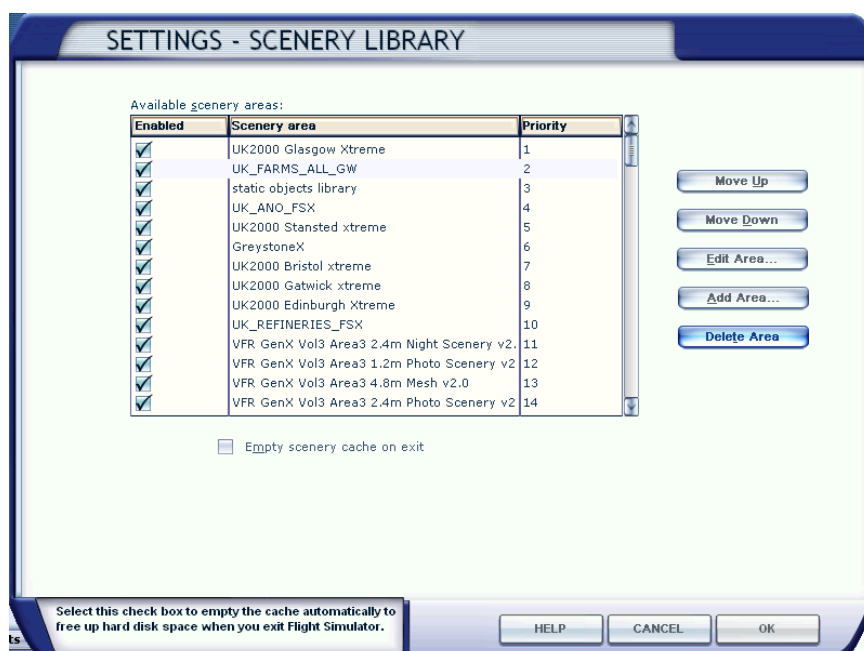 SETTINGS - SCENERY LIBRARY
Available scenery areas:
Enabled Scenery area Priority
UK2000 Glasgow Xtreme 1
UK_FARMS_ALL_GW 2
static objects library 3
UK_ANO_FSX 4
UK2000 Stansted xtreme 5
GreystoneX 6
UK2000 Bristol xtreme 7
UK2000 Gatwick xtreme 8
UK2000 Edinburgh Xtreme 9
UK_REFINERIES_FSX 10
VFR GenX Vol3 Area3 2.4m Night Scenery v2. 11
VFR GenX Vol3 Area3 1.2m Photo Scenery v2 12
VFR GenX Vol3 Area3 4.8m Mesh v2.0 13
VFR GenX Vol3 Area3 2.4m Photo Scenery v2 14
Move Up
Move Down
Edit Area...
Add Area...
Delete Area
Empty scenery cache on exit
Select this check box to empty the cache automatically to
free up hard disk space when you exit Flight Simulator.
ts
HELP CANCEL OK